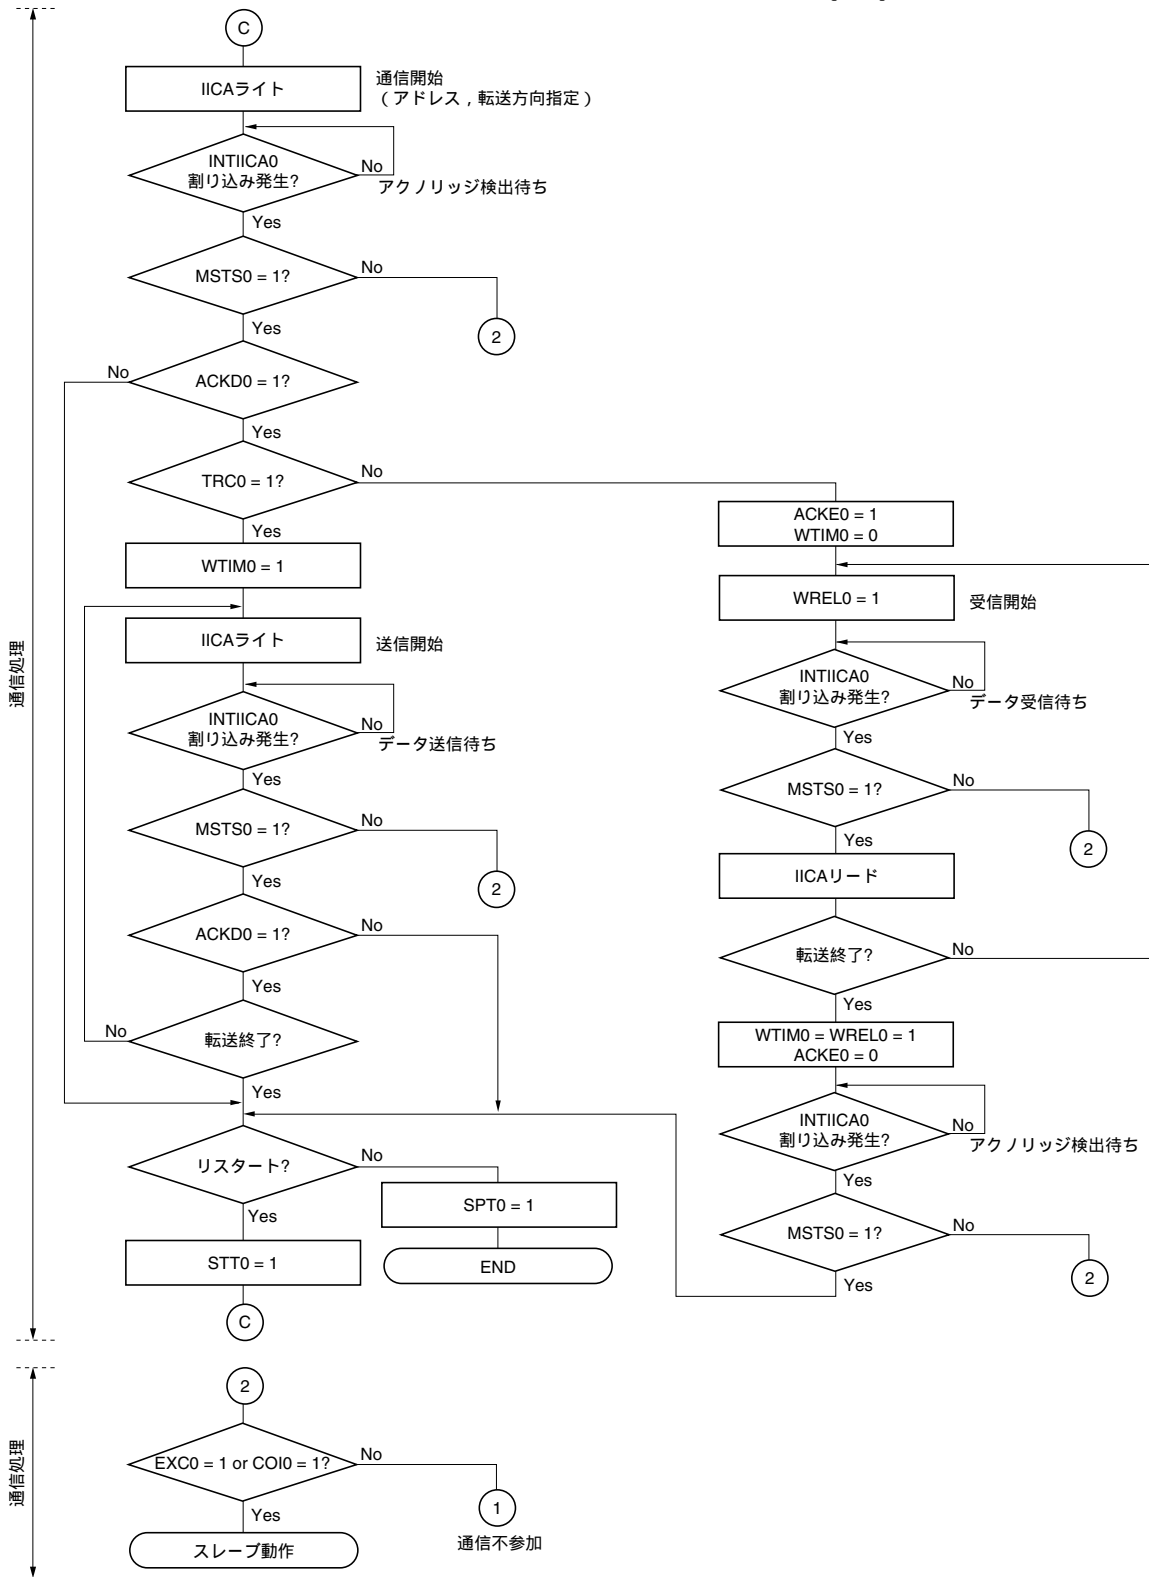 C
IICAライト
通信開始
(アドレス,転送方向指定)
INTIICA0
割り込み発生?
No
アクノリッジ検出待ち
Yes
MSTS0 = 1?
No
2
Yes
No
ACKD0 = 1?
Yes
TRC0 = 1?
No
Yes
WTIM0 = 1
IICAライト
送信開始
INTIICA0
割り込み発生?
No
データ送信待ち
Yes
MSTS0 = 1?
No
2
Yes
ACKD0 = 1?
No
Yes
No
転送終了?
Yes
リスタート?
No
SPT0 = 1
END
Yes
STT0 = 1
C
ACKE0 = 1
WTIM0 = 0
WREL0 = 1
受信開始
INTIICA0
割り込み発生?
No
データ受信待ち
Yes
MSTS0 = 1?
No
2
Yes
IICAリード
転送終了?
No
Yes
WTIM0 = WREL0 = 1
ACKE0 = 0
INTIICA0
割り込み発生?
No
アクノリッジ検出待ち
Yes
MSTS0 = 1?
No
2
Yes
通信処理
2
EXC0 = 1 or COI0 = 1?
No
1
通信不参加
Yes
スレーブ動作
通信処理